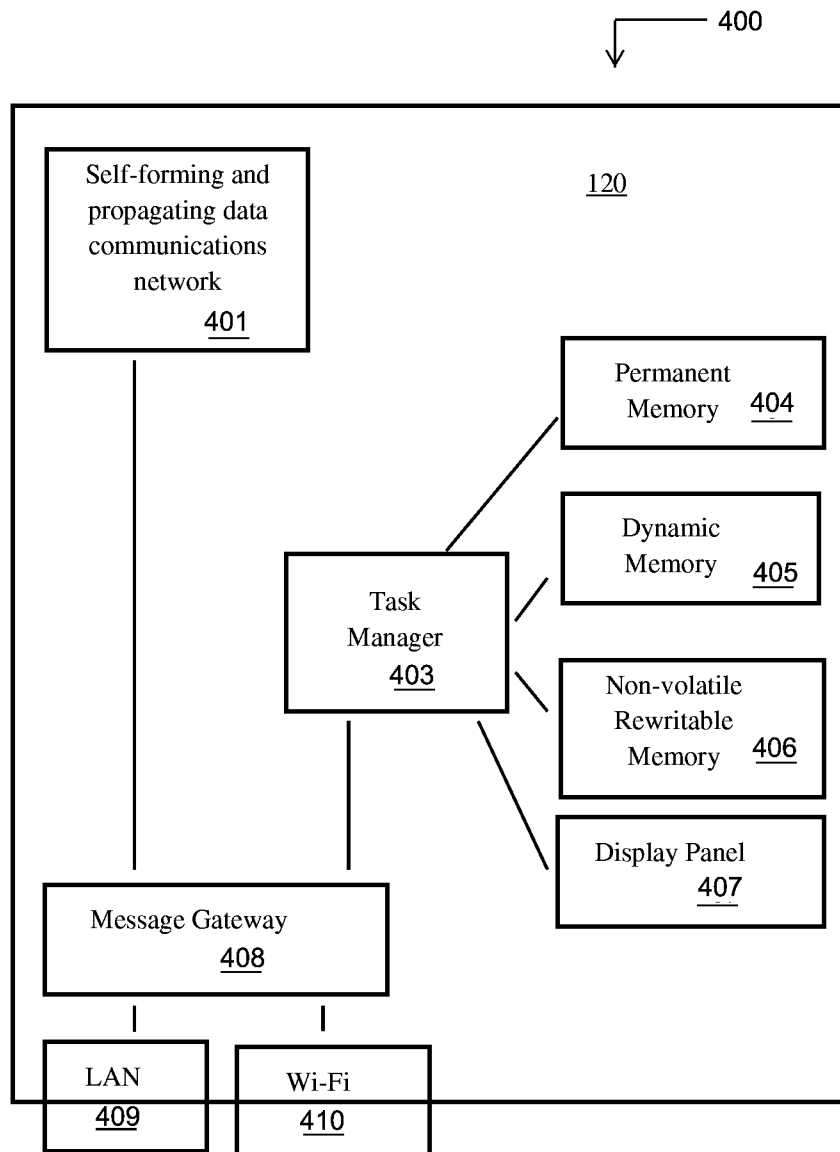 400
120
Self-forming and
propagating data
communications
network
401
Permanent
Memory 404
Dynamic
Memory 405
Task
Manager
403
Non-volatile
Rewritable
Memory 406
Display Panel
407
Message Gateway
408
LAN
409
Wi-Fi
410